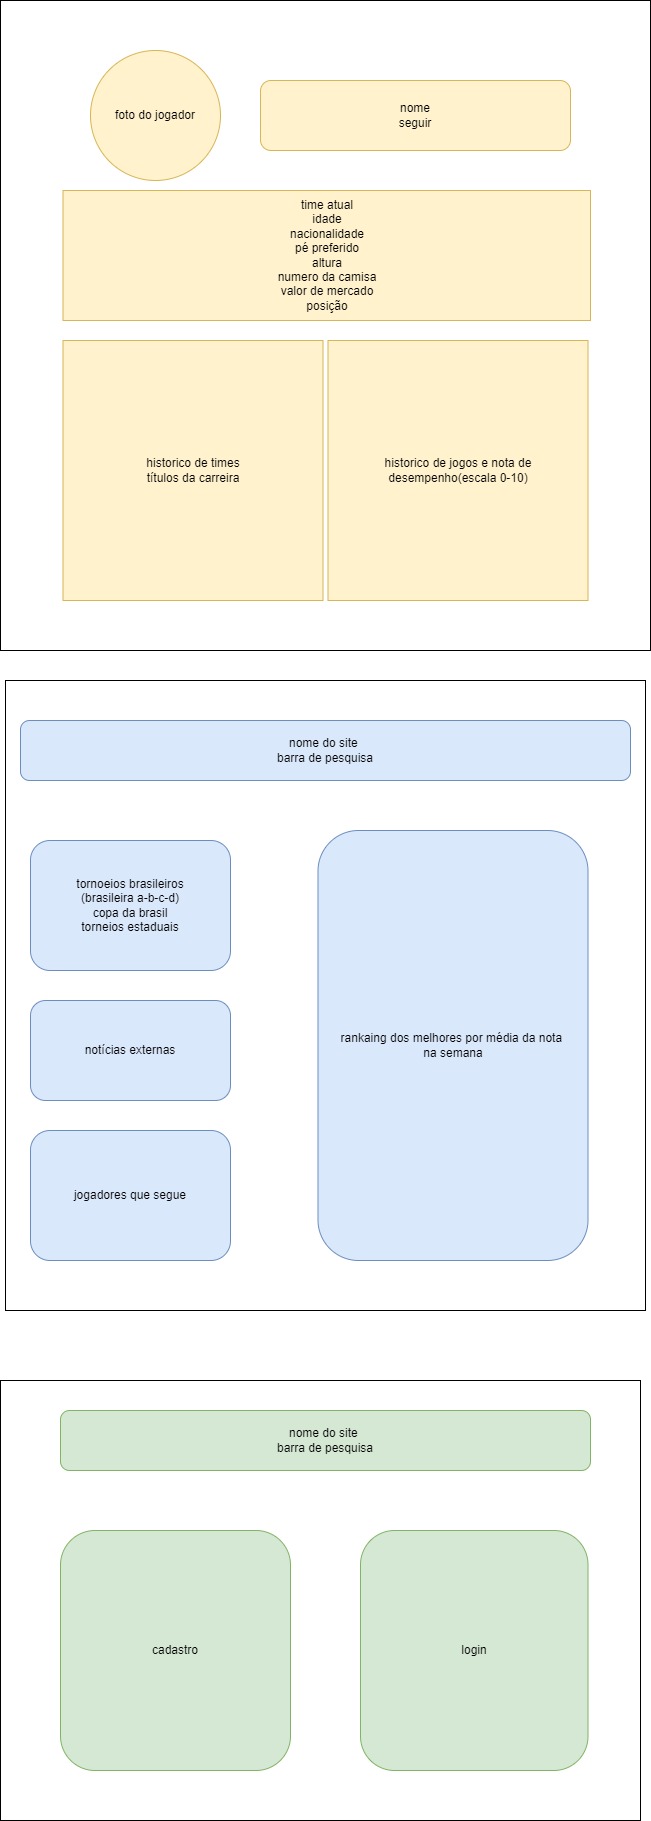 foto do jogador
nome
seguir
time atual
idade
nacionalidade
pé preferido
altura
numero da camisa
valor de mercado
posição
historico de times
títulos da carreira
historico de jogos e nota de
desempenho(escala 0-10)
nome do site
barra de pesquisa
tornoeios brasileiros
(brasileira a-b-c-d)
copa da brasil
torneios estaduais
notícias externas
jogadores que segue
rankaing dos melhores por média da nota
na semana
nome do site
barra de pesquisa
cadastro
login